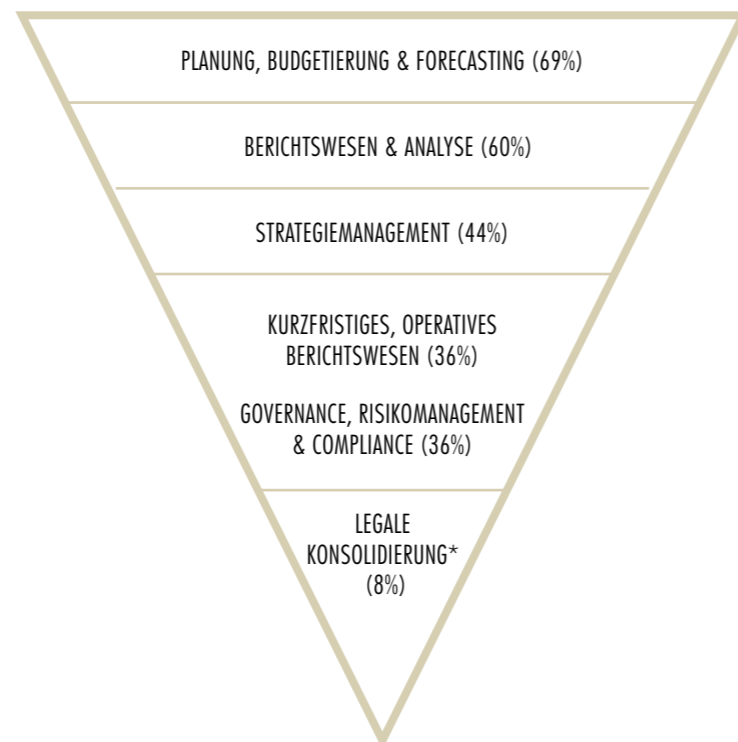 PLANUNG, BUDGETIERUNG & FORECASTING (69%)
BERICHTSWESEN & ANALYSE (60%)
STRATEGIEMANAGEMENT (44%)
KURZFRISTIGES, OPERATIVES
BERICHTSWESEN (36%)
GOVERNANCE, RISIKOMANAGEMENT
& COMPLIANCE (36%)
LEGALE
KONSOLIDIERUNG*
(8%)